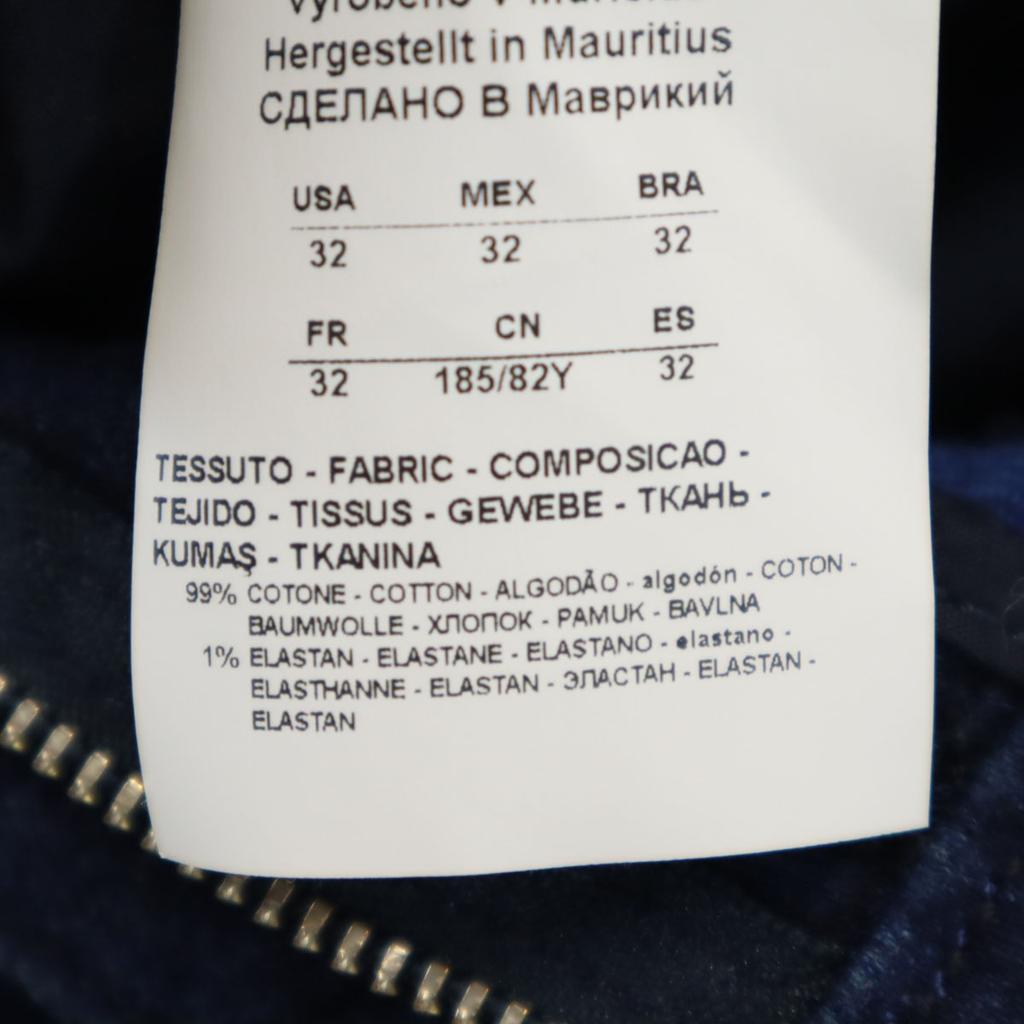 Hergestellt in Mauritius
СДЕЛАНО В Маврикий
USA MEX BRA
32 32 32
FR CN ES
32 185/82Y 32
TESSUTO - FABRIC - COMPOSICAO -
TEJIDO - TISSUS - GEWEBE - ТКАНЬ -
KUMAŞ - TKANINA
99% COTONE - COTTON - ALGODÃO - algodón - COTON -
BAUMWOLLE - ХЛОПОК - PAMUK - BAVLNA
1% ELASTAN - ELASTANE - ELASTANO - elastano -
ELASTHANNE - ELASTAN - ЭЛАСТАН - ELASTAN -
ELASTAN